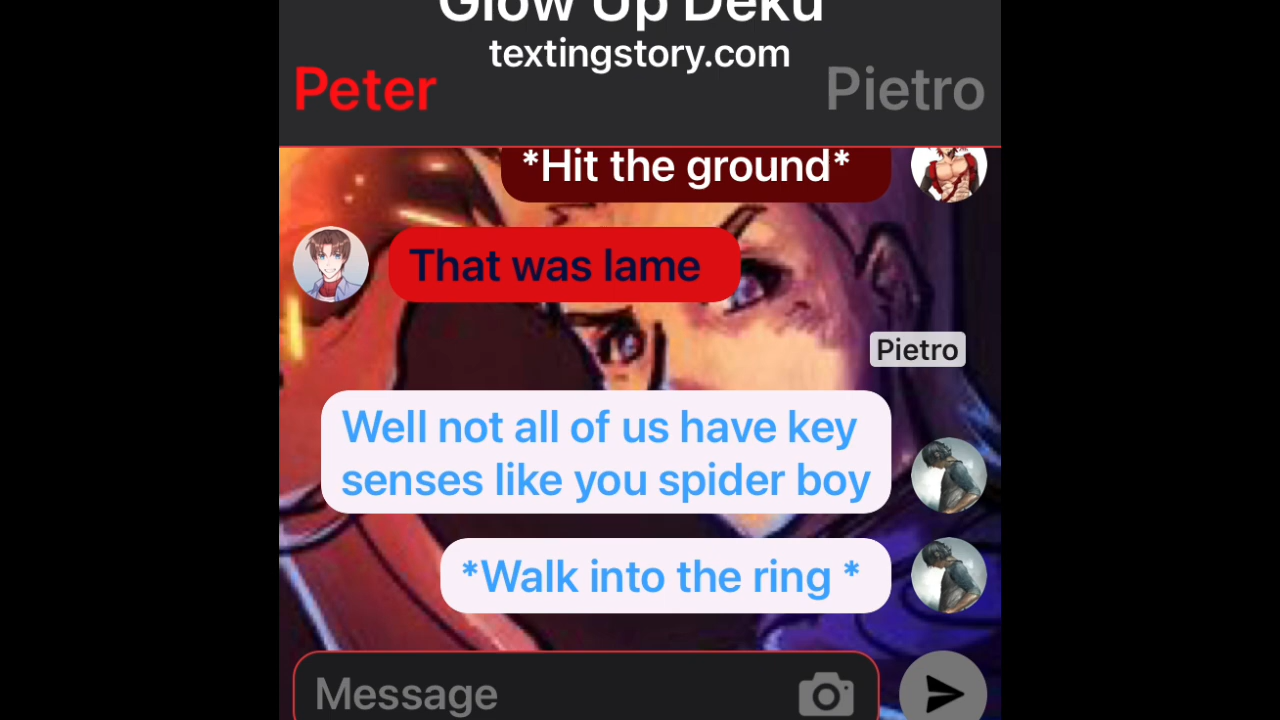 Glow Up Deku
textingstory.com
Peter
Pietro
*Hit the ground*
That was lame
Pietro
Well not all of us have key
senses like you spider boy
*Walk into the ring *
Message